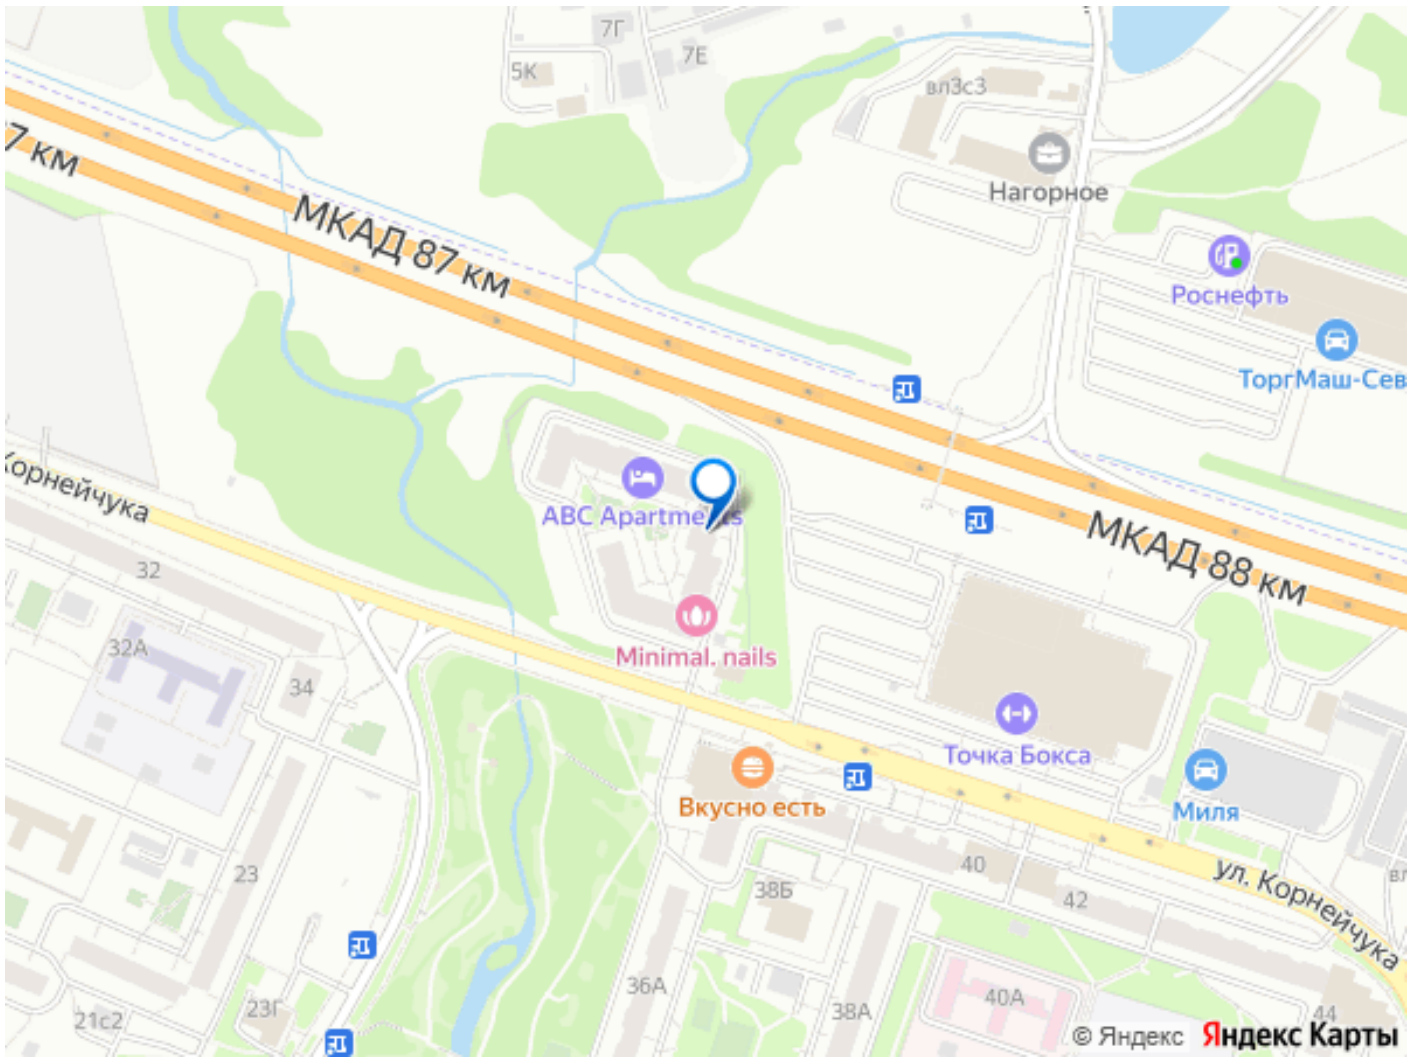 7Г
7Е
5К
вл3с3
7 км
МКАД 87 км
Нагорное
Роснефть
ТоргМаш-Сев
Корнейчука
ABC Apartments
МКАД 88 км
32
32А
34
Minimal. nails
Точка Бокса
Вкусно есть
Миля
23
38Б
40
42
ул. Корнейчука
вл
36А
38А
40А
44
23Г
21с2
© Яндекс Яндекс Карты